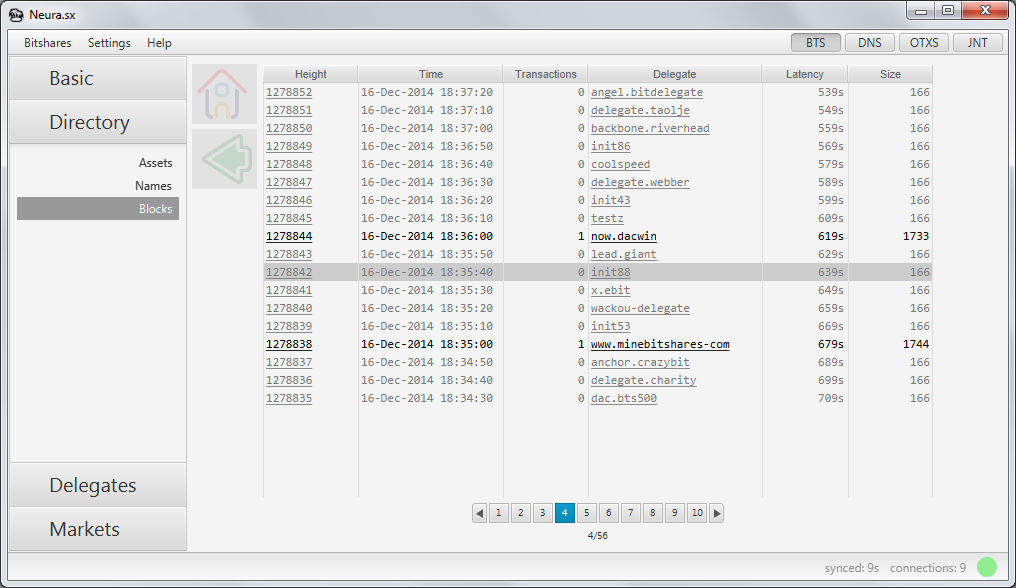 Neura.sx
Bitshares Settings Help BTS DNS OTXS JNT
Basic
Directory
Assets
Names
Blocks
Delegates
Markets
Height Time Transactions Delegate Latency Size
1278852 16-Dec-2014 18:37:20 0 angel.bitdelegate 539s 166
1278851 16-Dec-2014 18:37:10 0 delegate.taolje 549s 166
1278850 16-Dec-2014 18:37:00 0 backbone.riverhead 559s 166
1278849 16-Dec-2014 18:36:50 0 init86 569s 166
1278848 16-Dec-2014 18:36:40 0 coolspeed 579s 166
1278847 16-Dec-2014 18:36:30 0 delegate.webber 589s 166
1278846 16-Dec-2014 18:36:20 0 init43 599s 166
1278845 16-Dec-2014 18:36:10 0 testz 609s 166
1278844 16-Dec-2014 18:36:00 1 now.dacwin 619s 1733
1278843 16-Dec-2014 18:35:50 0 lead.giant 629s 166
1278842 16-Dec-2014 18:35:40 0 init88 639s 166
1278841 16-Dec-2014 18:35:30 0 x.ebit 649s 166
1278840 16-Dec-2014 18:35:20 0 wackou-delegate 659s 166
1278839 16-Dec-2014 18:35:10 0 init53 669s 166
1278838 16-Dec-2014 18:35:00 1 www.minebitshares-com 679s 1744
1278837 16-Dec-2014 18:34:50 0 anchor.crazybit 689s 166
1278836 16-Dec-2014 18:34:40 0 delegate.charity 699s 166
1278835 16-Dec-2014 18:34:30 0 dac.bts500 709s 166
1 2 3 4 5 6 7 8 9 10
4/56
synced: 9s connections: 9